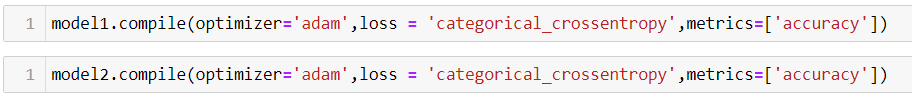 1 model1.compile(optimizer='adam',loss = 'categorical_crossentropy',metrics=['accuracy'])
1 model2.compile(optimizer='adam',loss = 'categorical_crossentropy',metrics=['accuracy'])